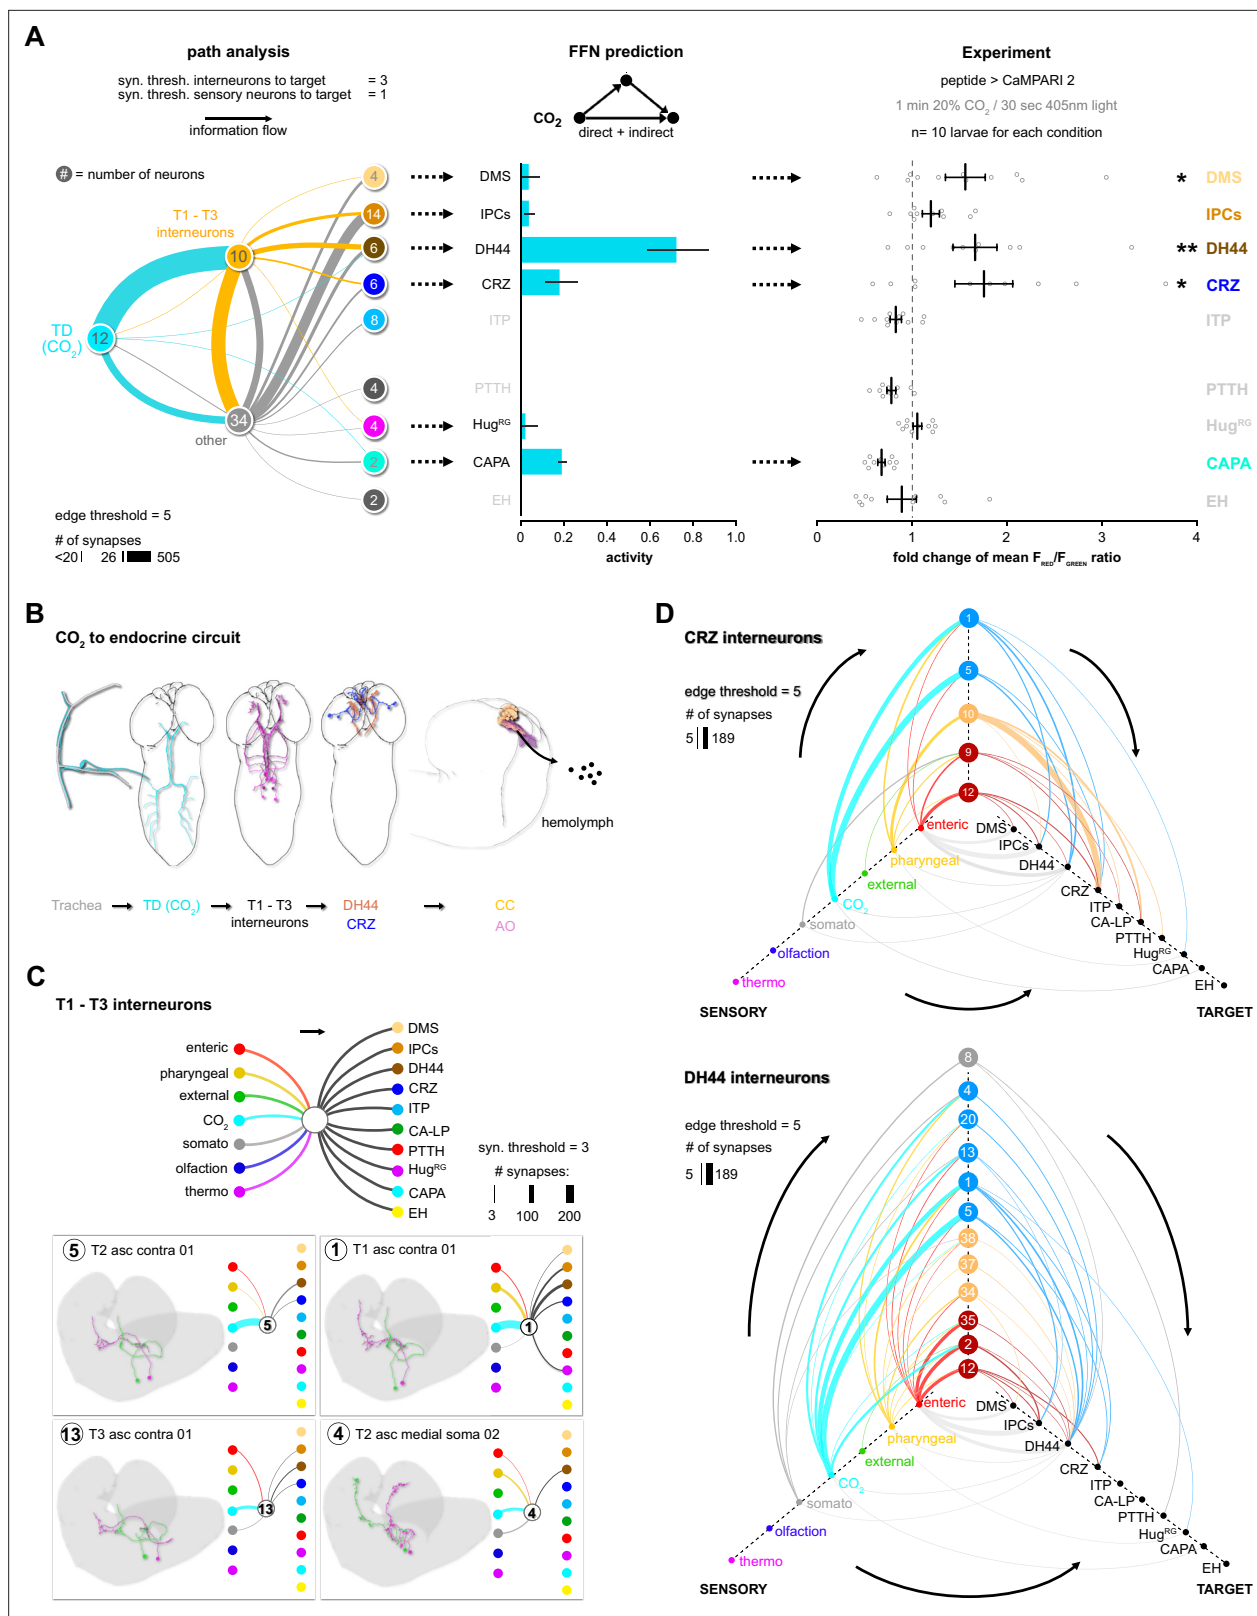 A
path analysis
syn. thresh. interneurons to target = 3
syn. thresh. sensory neurons to target = 1
information flow
# = number of neurons
T1 - T3
interneurons
10
TD
(CO2)
12
34
other
4
14
6
6
8
4
4
2
2
edge threshold = 5
# of synapses
<20 26 505
FFN prediction
CO2
direct + indirect
DMS
IPCs
DH44
CRZ
ITP
PTTH
HugRG
CAPA
EH
0 0.2 0.4 0.6 0.8 1.0
activity
Experiment
peptide > CaMPARI 2
1 min 20% CO2 / 30 sec 405nm light
n= 10 larvae for each condition
* DMS
IPCs
** DH44
* CRZ
ITP
PTTH
HugRG
CAPA
EH
0 1 2 3 4
fold change of mean FRED/FGREEN ratio
B
CO2 to endocrine circuit
hemolymph
Trachea
TD (CO2)
T1 - T3
interneurons
DH44
CRZ
CC
AO
C
T1 - T3 interneurons
enteric
pharyngeal
external
CO2
somato
olfaction
thermo
DMS
IPCs
DH44
CRZ
ITP
CA-LP
PTTH
HugRG
CAPA
EH
syn. threshold = 3
# synapses:
3 100 200
5 T2 asc contra 01
5
1 T1 asc contra 01
1
13 T3 asc contra 01
13
4 T2 asc medial soma 02
4
D
CRZ interneurons
edge threshold = 5
# of synapses
5 189
1
5
10
9
12
enteric
pharyngeal
external
CO2
somato
olfaction
thermo
SENSORY
DMS
IPCs
DH44
CRZ
ITP
CA-LP
PTTH
HugRG
CAPA
EH
TARGET
DH44 interneurons
edge threshold = 5
# of synapses
5 189
8
4
20
13
1
5
38
37
34
35
2
12
enteric
pharyngeal
external
CO2
somato
olfaction
thermo
SENSORY
DMS
IPCs
DH44
CRZ
ITP
CA-LP
PTTH
HugRG
CAPA
EH
TARGET